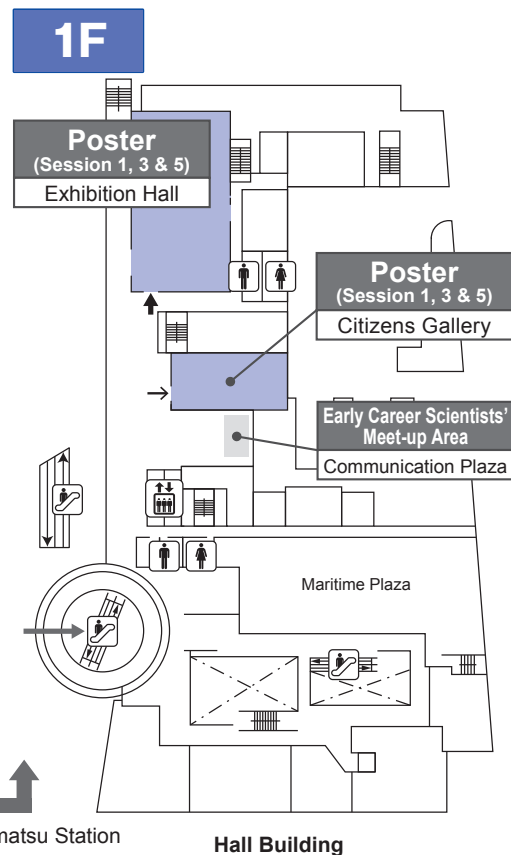 1F
Poster
(Session 1, 3 & 5)
Exhibition Hall
Poster
(Session 1, 3 & 5)
Citizens Gallery
Early Career Scientists’
Meet-up Area
Communication Plaza
Maritime Plaza
Station
Hall Building